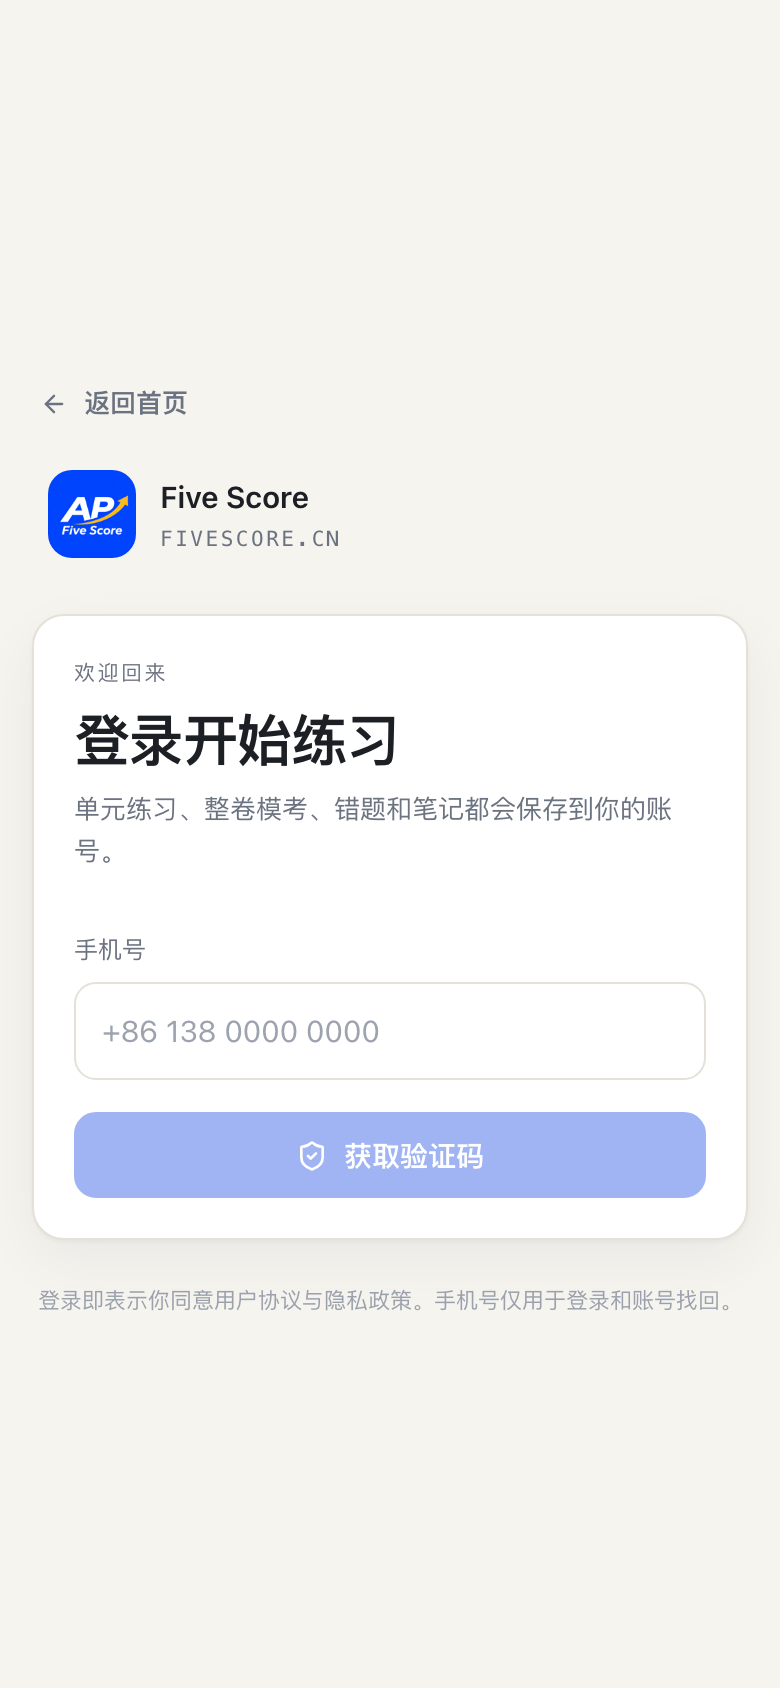 返回首页
AP
Five Score
Five Score
FIVESCORE.CN
欢迎回来
登录开始练习
单元练习、整卷模考、错题和笔记都会保存到你的账
号。
手机号
+86 138 0000 0000
获取验证码
登录即表示你同意用户协议与隐私政策。手机号仅用于登录和账号找回。